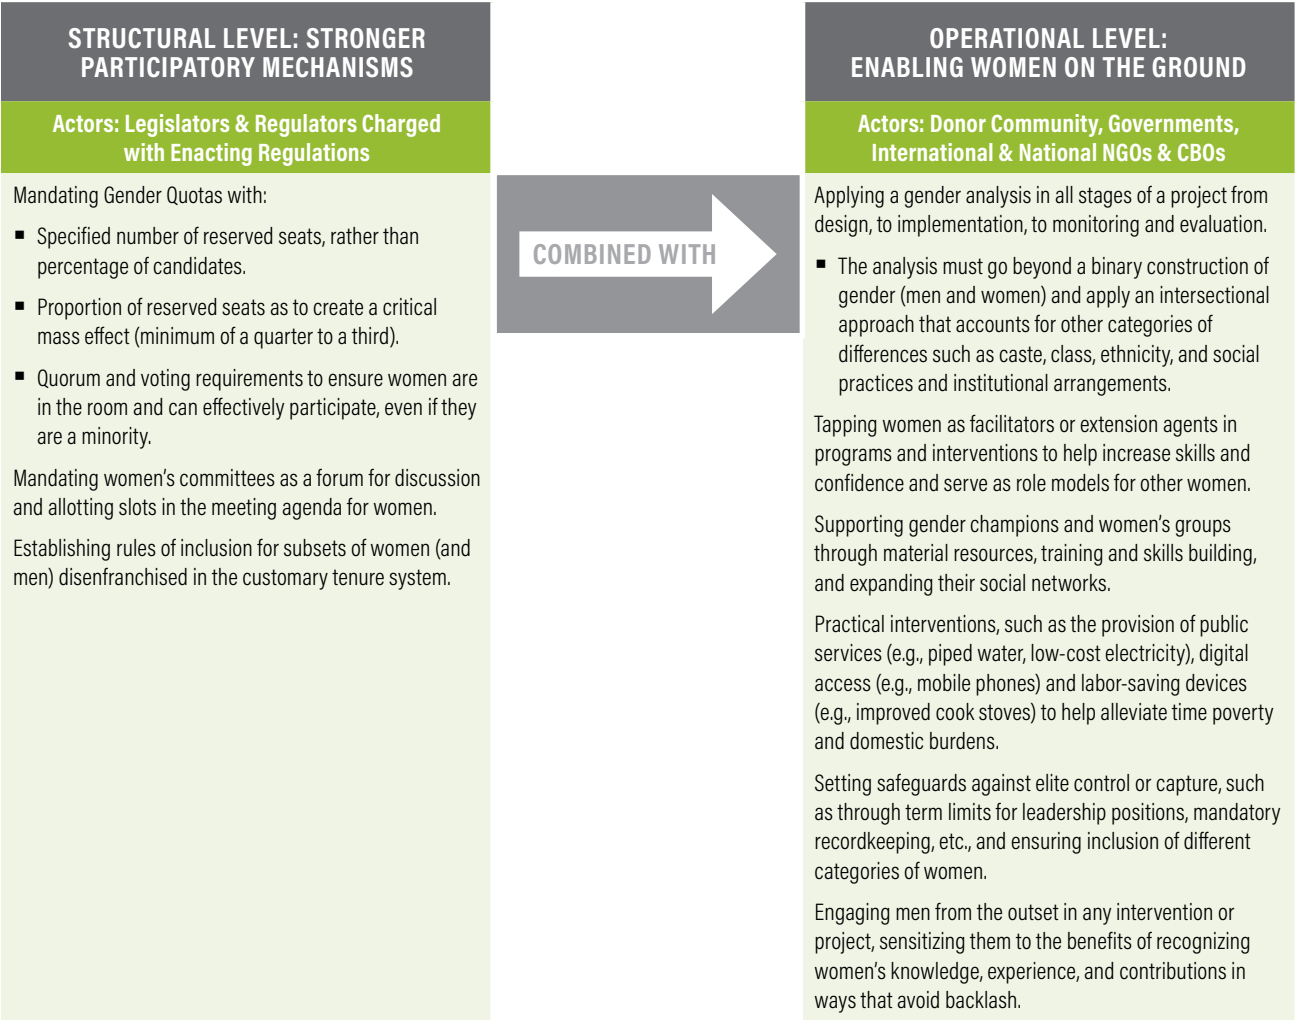 STRUCTURAL LEVEL: STRONGER
PARTICIPATORY MECHANISMS
Actors: Legislators & Regulators Charged
with Enacting Regulations
Mandating Gender Quotas with:
■ Specified number of reserved seats, rather than
percentage of candidates.
■ Proportion of reserved seats as to create a critical
mass effect (minimum of a quarter to a third).
■ Quorum and voting requirements to ensure women are
in the room and can effectively participate, even if they
are a minority.
Mandating women’s committees as a forum for discussion
and allotting slots in the meeting agenda for women.
Establishing rules of inclusion for subsets of women (and
men) disenfranchised in the customary tenure system.
COMBINED WITH
OPERATIONAL LEVEL:
ENABLING WOMEN ON THE GROUND
Actors: Donor Community, Governments,
International & National NGOs & CBOs
Applying a gender analysis in all stages of a project from
design, to implementation, to monitoring and evaluation.
■ The analysis must go beyond a binary construction of
gender (men and women) and apply an intersectional
approach that accounts for other categories of
differences such as caste, class, ethnicity, and social
practices and institutional arrangements.
Tapping women as facilitators or extension agents in
programs and interventions to help increase skills and
confidence and serve as role models for other women.
Supporting gender champions and women’s groups
through material resources, training and skills building,
and expanding their social networks.
Practical interventions, such as the provision of public
services (e.g., piped water, low-cost electricity), digital
access (e.g., mobile phones) and labor-saving devices
(e.g., improved cook stoves) to help alleviate time poverty
and domestic burdens.
Setting safeguards against elite control or capture, such
as through term limits for leadership positions, mandatory
recordkeeping, etc., and ensuring inclusion of different
categories of women.
Engaging men from the outset in any intervention or
project, sensitizing them to the benefits of recognizing
women’s knowledge, experience, and contributions in
ways that avoid backlash.